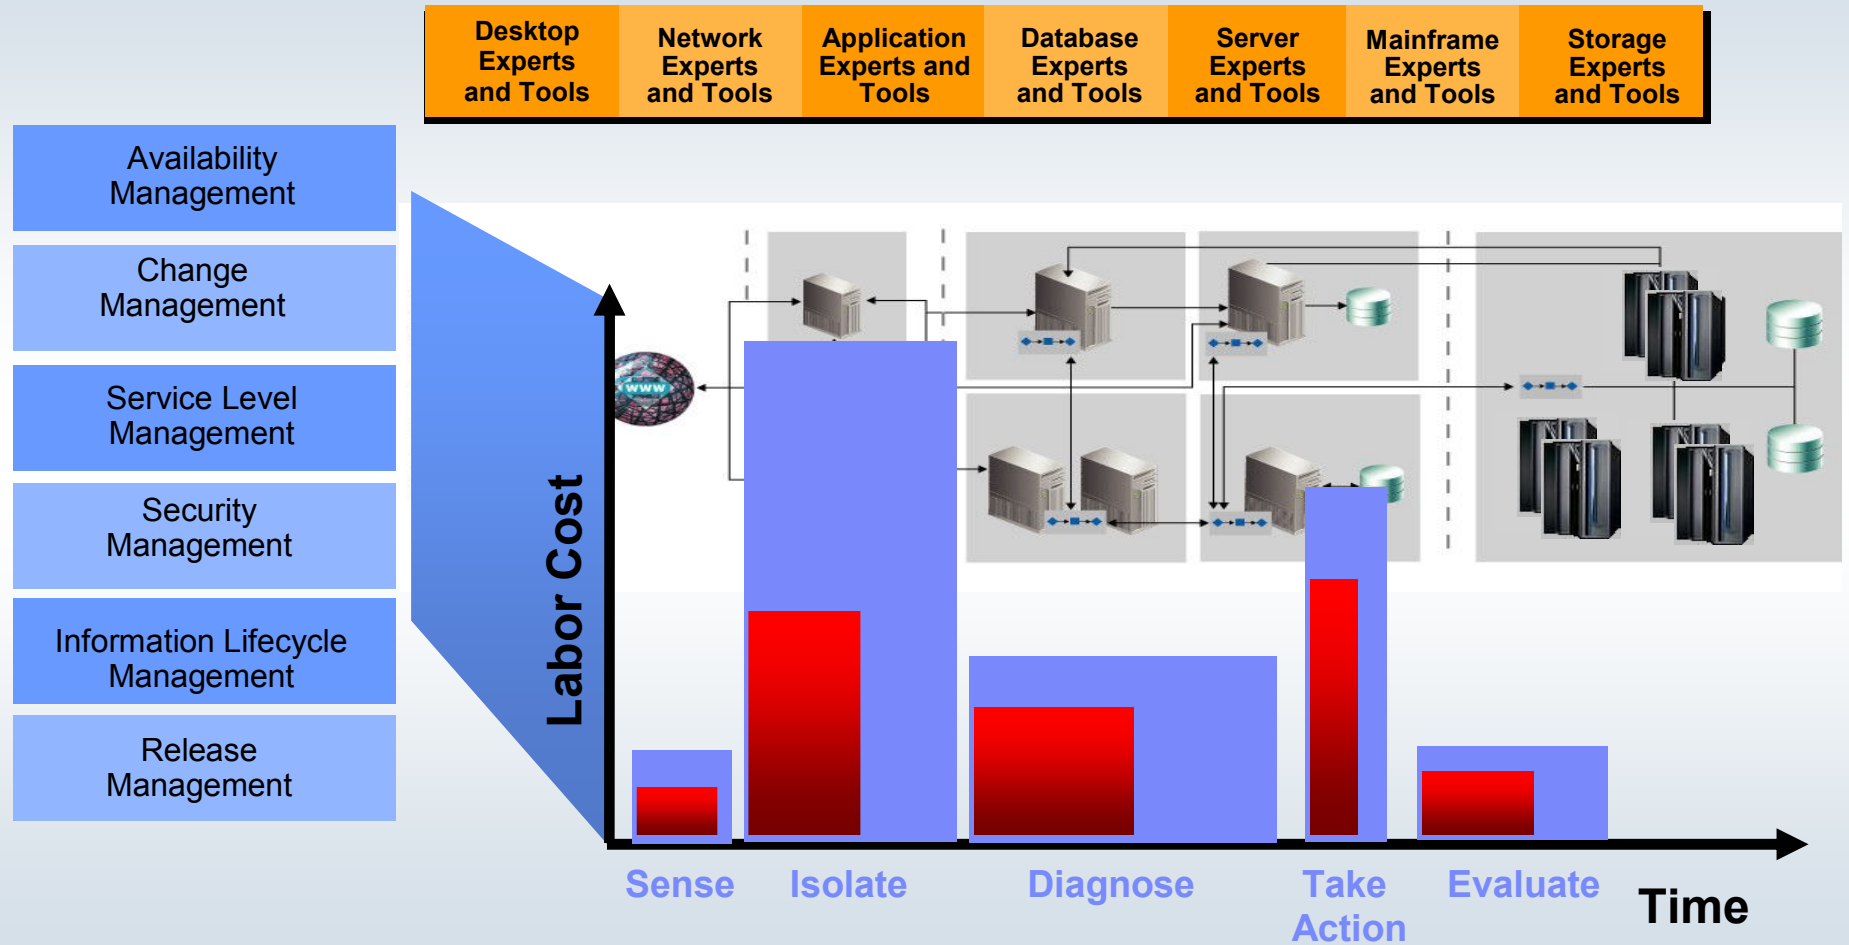 Desktop
Experts
and Tools
Network
Experts
and Tools
Application
Experts and
Tools
Database
Experts
and Tools
Server
Experts
and Tools
Mainframe
Experts
and Tools
Storage
Experts
and Tools
Availability
Management
Change
Management
Service Level
Management
Security
Management
Information Lifecycle
Management
Release
Management
WWW
Labor Cost
Sense
Isolate
Diagnose
Take
Action
Evaluate
Time